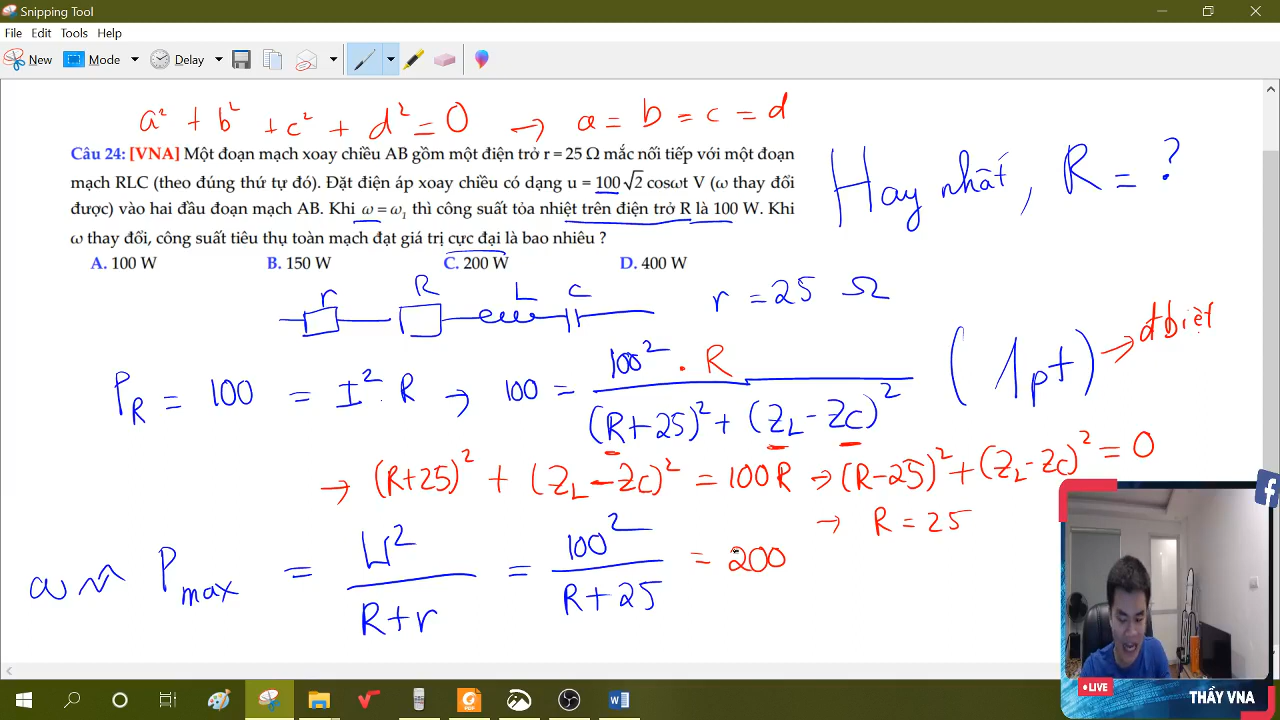 Snipping Tool
File Edit Tools Help
New Mode Delay
a² + b² + c² + d² = 0 → a = b = c = d
Hay nhất, R = ?
Câu 24: [VNA] Một đoạn mạch xoay chiều AB gồm một điện trở r = 25 Ω mắc nối tiếp với một đoạn
mạch RLC (theo đúng thứ tự đó). Đặt điện áp xoay chiều có dạng u = 100√2 cosωt V (ω thay đổi
được) vào hai đầu đoạn mạch AB. Khi ω = ω₁ thì công suất tỏa nhiệt trên điện trở R là 100 W. Khi
ω thay đổi, công suất tiêu thụ toàn mạch đạt giá trị cực đại là bao nhiêu ?
A. 100 W B. 150 W C. 200 W D. 400 W
r R L C r = 25 Ω
P_R = 100 = I². R → 100 = 100² . R / (R+25)² + (Z_L - Z_C)² (1pt) → đbiệt
→ (R+25)² + (Z_L - Z_C)² = 100R → (R-25)² + (Z_L - Z_C)² = 0
→ R = 25
P_max = U² / R+r = 100² / R+25 = 200
LIVE THẦY VNA